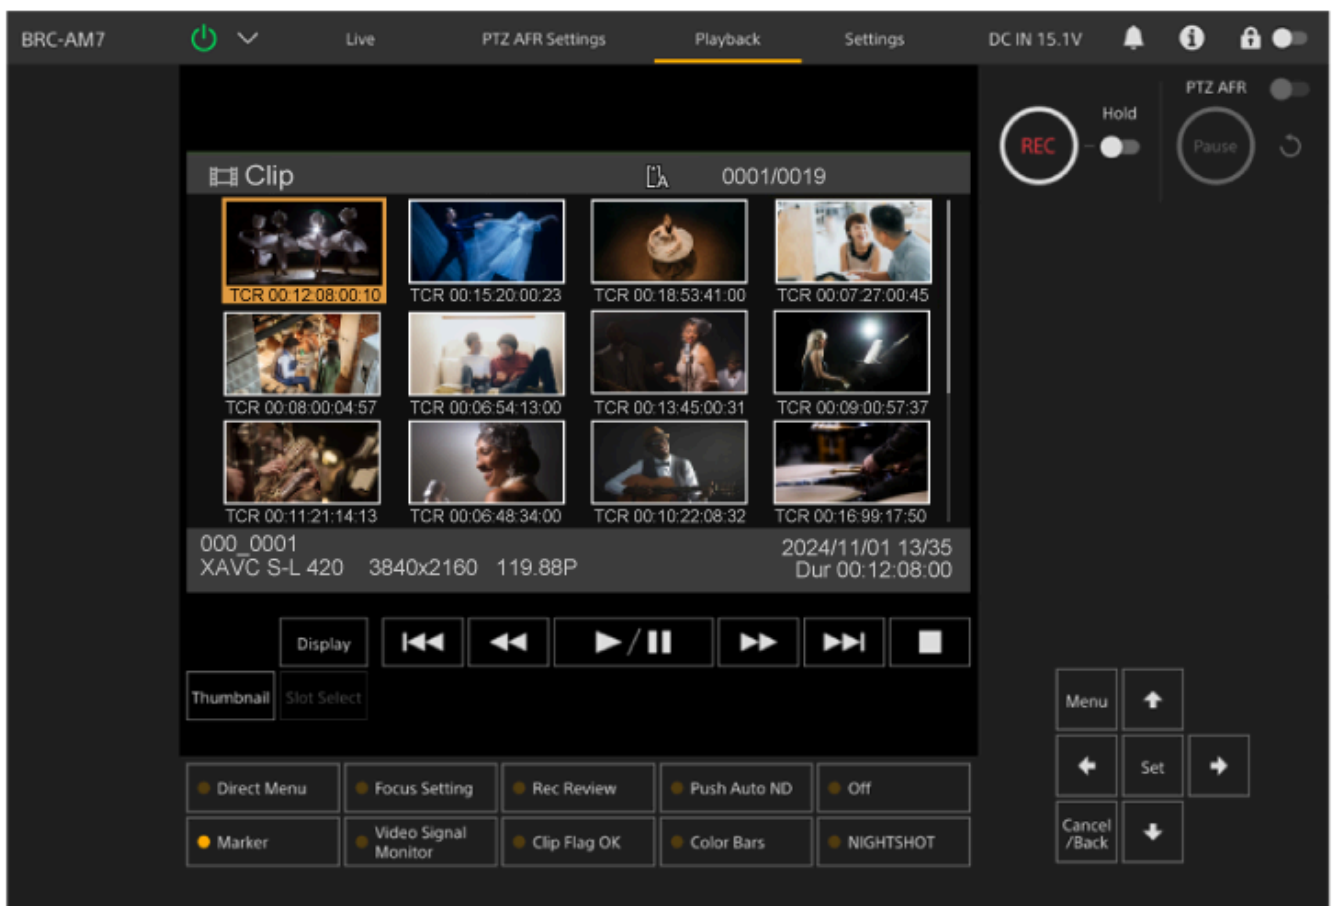 BRC-AM7
Live
PTZ AFR Settings
Playback
Settings
DC IN 15.1V
PTZ AFR
Hold
REC
Pause
Clip
A
0001/0019
TCR 00:12:08:00:10
TCR 00:15:20:00:23
TCR 00:18:53:41:00
TCR 00:07:27:00:45
TCR 00:08:00:04:57
TCR 00:06:54:13:00
TCR 00:13:45:00:31
TCR 00:09:00:57:37
TCR 00:11:21:14:13
TCR 00:06:48:34:00
TCR 00:10:22:08:32
TCR 00:16:99:17:50
000_0001
2024/11/01 13/35
XAVC S-L 420 3840x2160 119.88P
Dur 00:12:08:00
Display
Thumbnail
Slot Select
Menu
Set
Cancel
/Back
Direct Menu
Focus Setting
Rec Review
Push Auto ND
Off
Marker
Video Signal
Monitor
Clip Flag OK
Color Bars
NIGHTSHOT